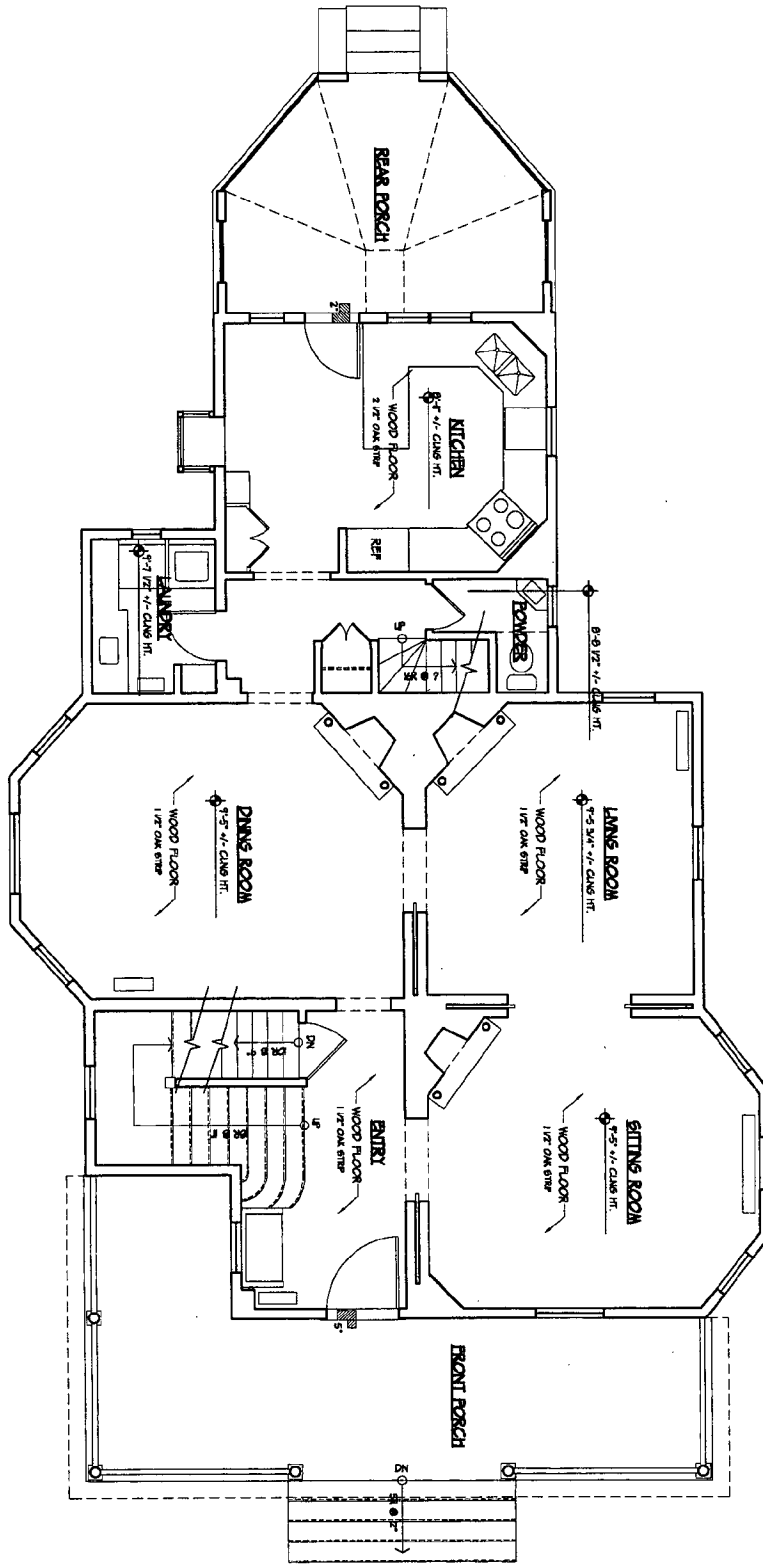 REAR PORCH
2"
KITCHEN
8'-1" +/- CLNG HT.
WOOD FLOOR
2 1/2" OAK STRIP
REF
LAUNDRY
9'-7 1/2" +/- CLNG HT.
POWDER
8'-8 1/2" +/- CLNG HT.
UP
16R @ ?
DINING ROOM
9'-5" +/- CLNG HT.
WOOD FLOOR
1 1/2" OAK STRIP
LIVING ROOM
9'-5 3/4" +/- CLNG HT.
WOOD FLOOR
1 1/2" OAK STRIP
DN
UP
ENTRY
WOOD FLOOR
1 1/2" OAK STRIP
SITTING ROOM
9'-5" +/- CLNG HT.
WOOD FLOOR
1 1/2" OAK STRIP
5"
FRONT PORCH
DN